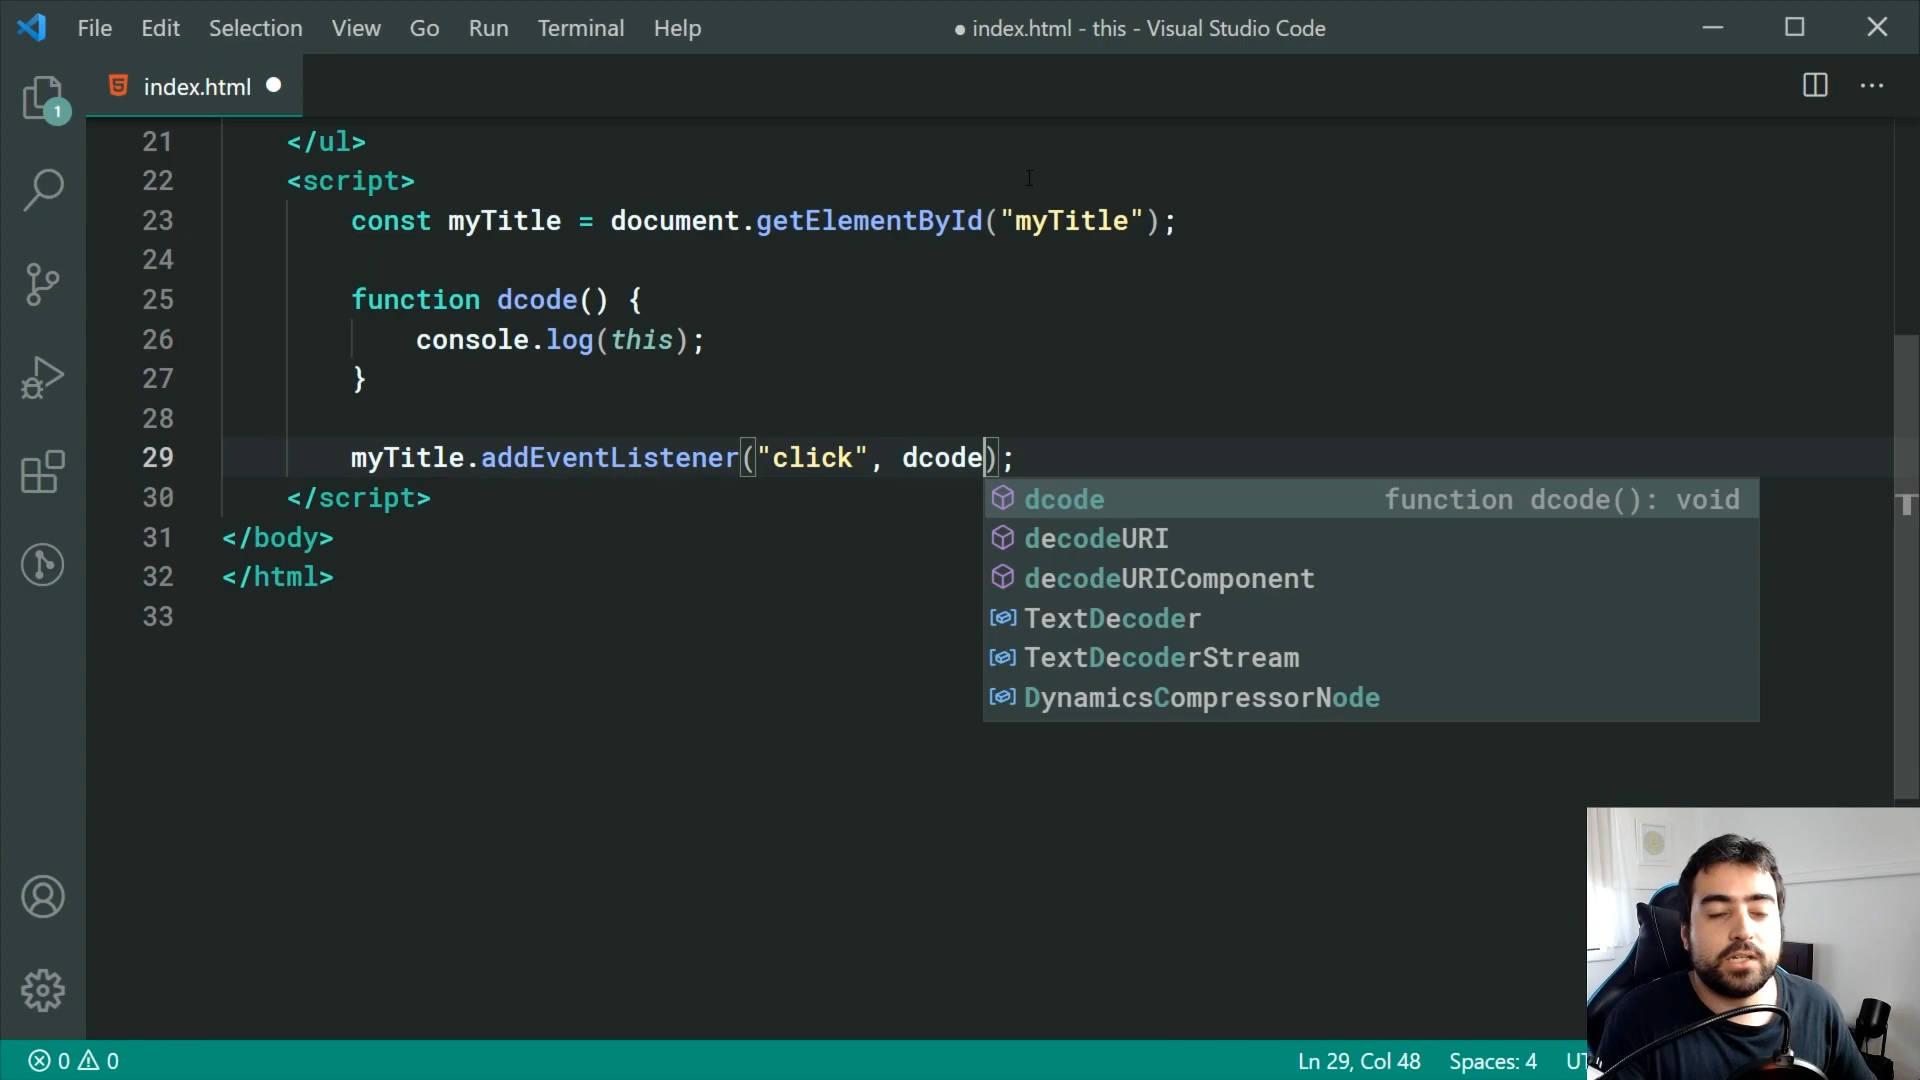 File Edit Selection View Go Run Terminal Help ● index.html - this - Visual Studio Code
index.html
1
21 </ul>
22 <script>
23 const myTitle = document.getElementById("myTitle");
24
25 function dcode() {
26 console.log(this);
27 }
28
29 myTitle.addEventListener("click", dcode);
30 </script>
dcode function dcode(): void
31 </body>
decodeURI
32 </html>
decodeURIComponent
33
TextDecoder
TextDecoderStream
DynamicsCompressorNode
0 0 Ln 29, Col 48 Spaces: 4